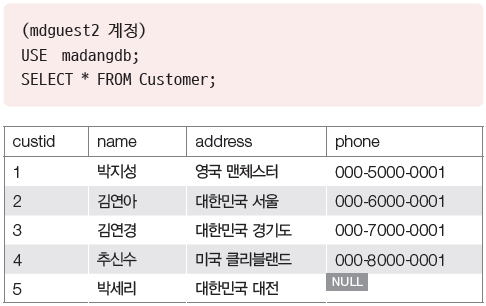 (mdguest2 계정)
USE madangdb;
SELECT * FROM Customer;
custid name address phone
1 박지성 영국 맨체스터 000-5000-0001
2 김연아 대한민국 서울 000-6000-0001
3 김연경 대한민국 경기도 000-7000-0001
4 추신수 미국 클리블랜드 000-8000-0001
5 박세리 대한민국 대전 NULL